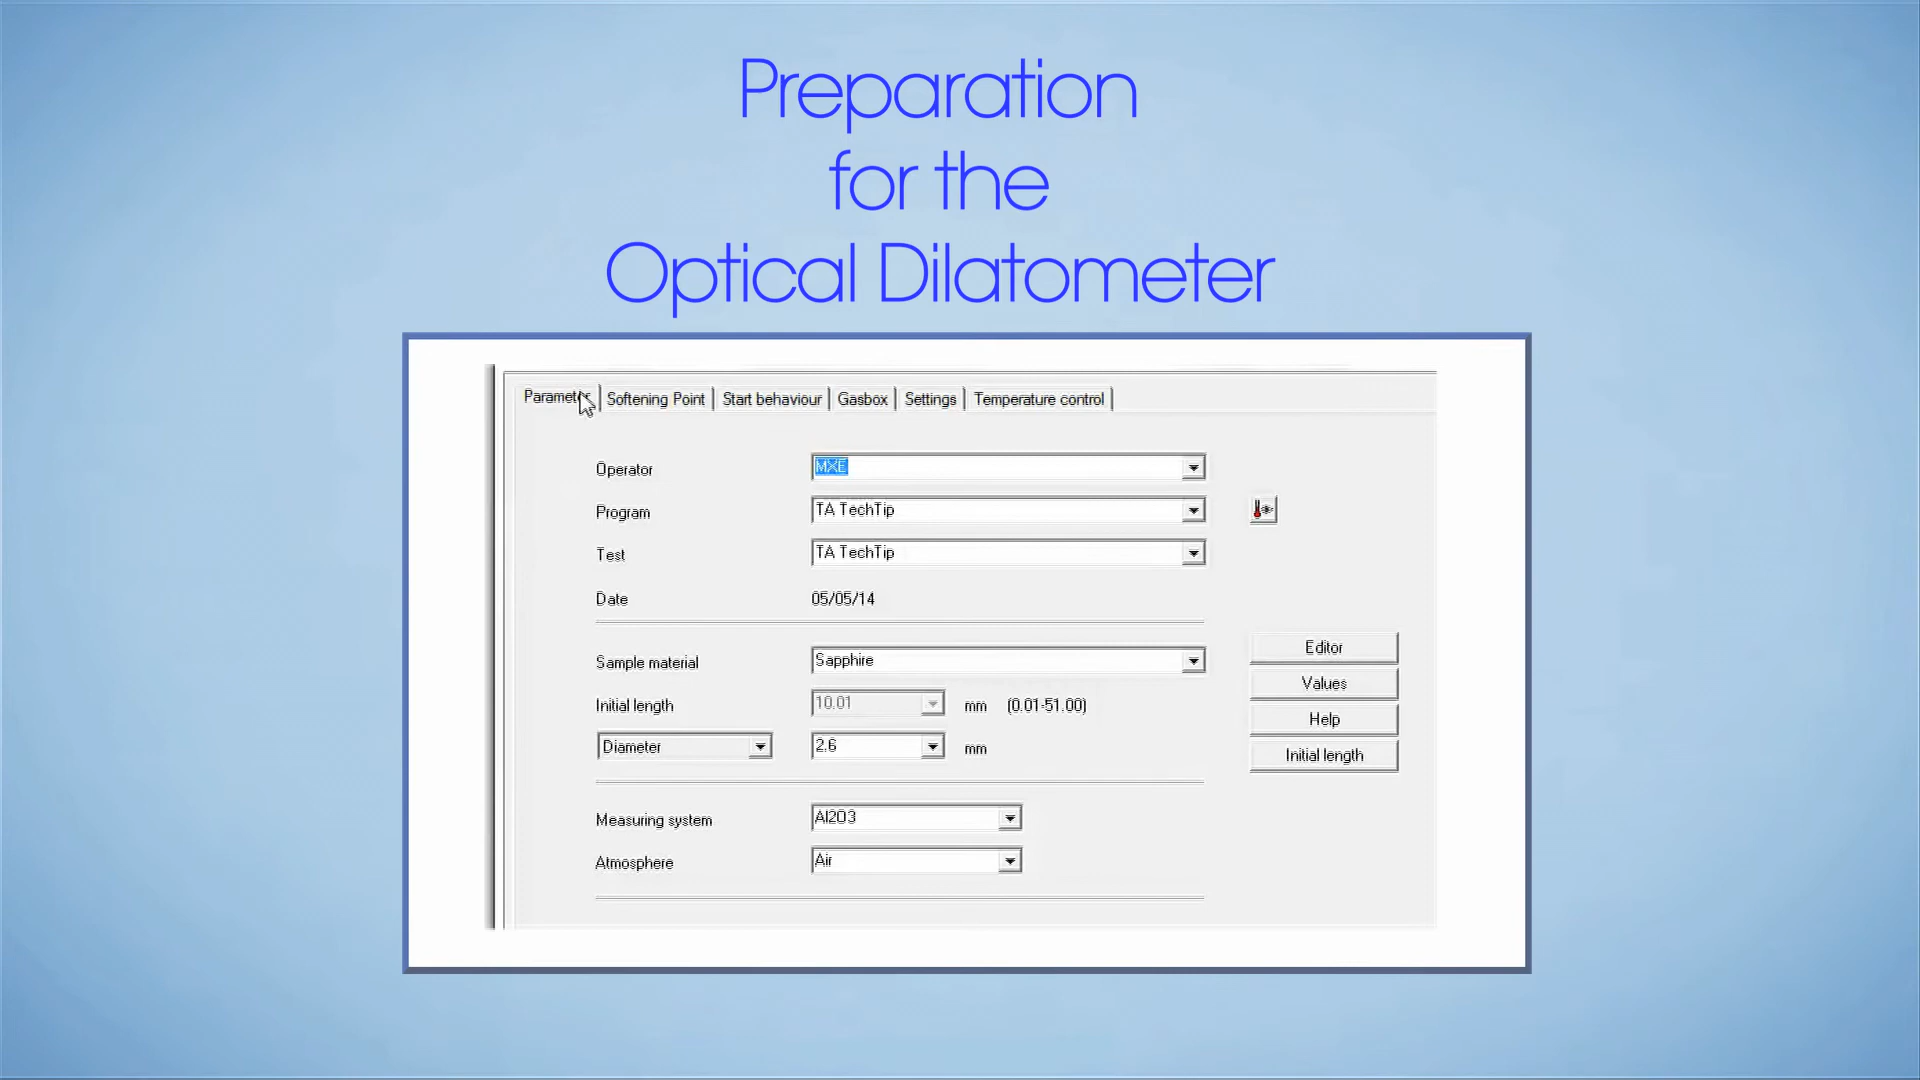 Preparation
for the
Optical Dilatometer
Parameter Softening Point Start behaviour Gasbox Settings Temperature control
Operator MXE
Program TA TechTip
Test TA TechTip
Date 05/05/14
Sample material Sapphire
Initial length 10.01 mm (0.01-51.00)
Diameter 2.6 mm
Editor
Values
Help
Initial length
Measuring system Al2O3
Atmosphere Air